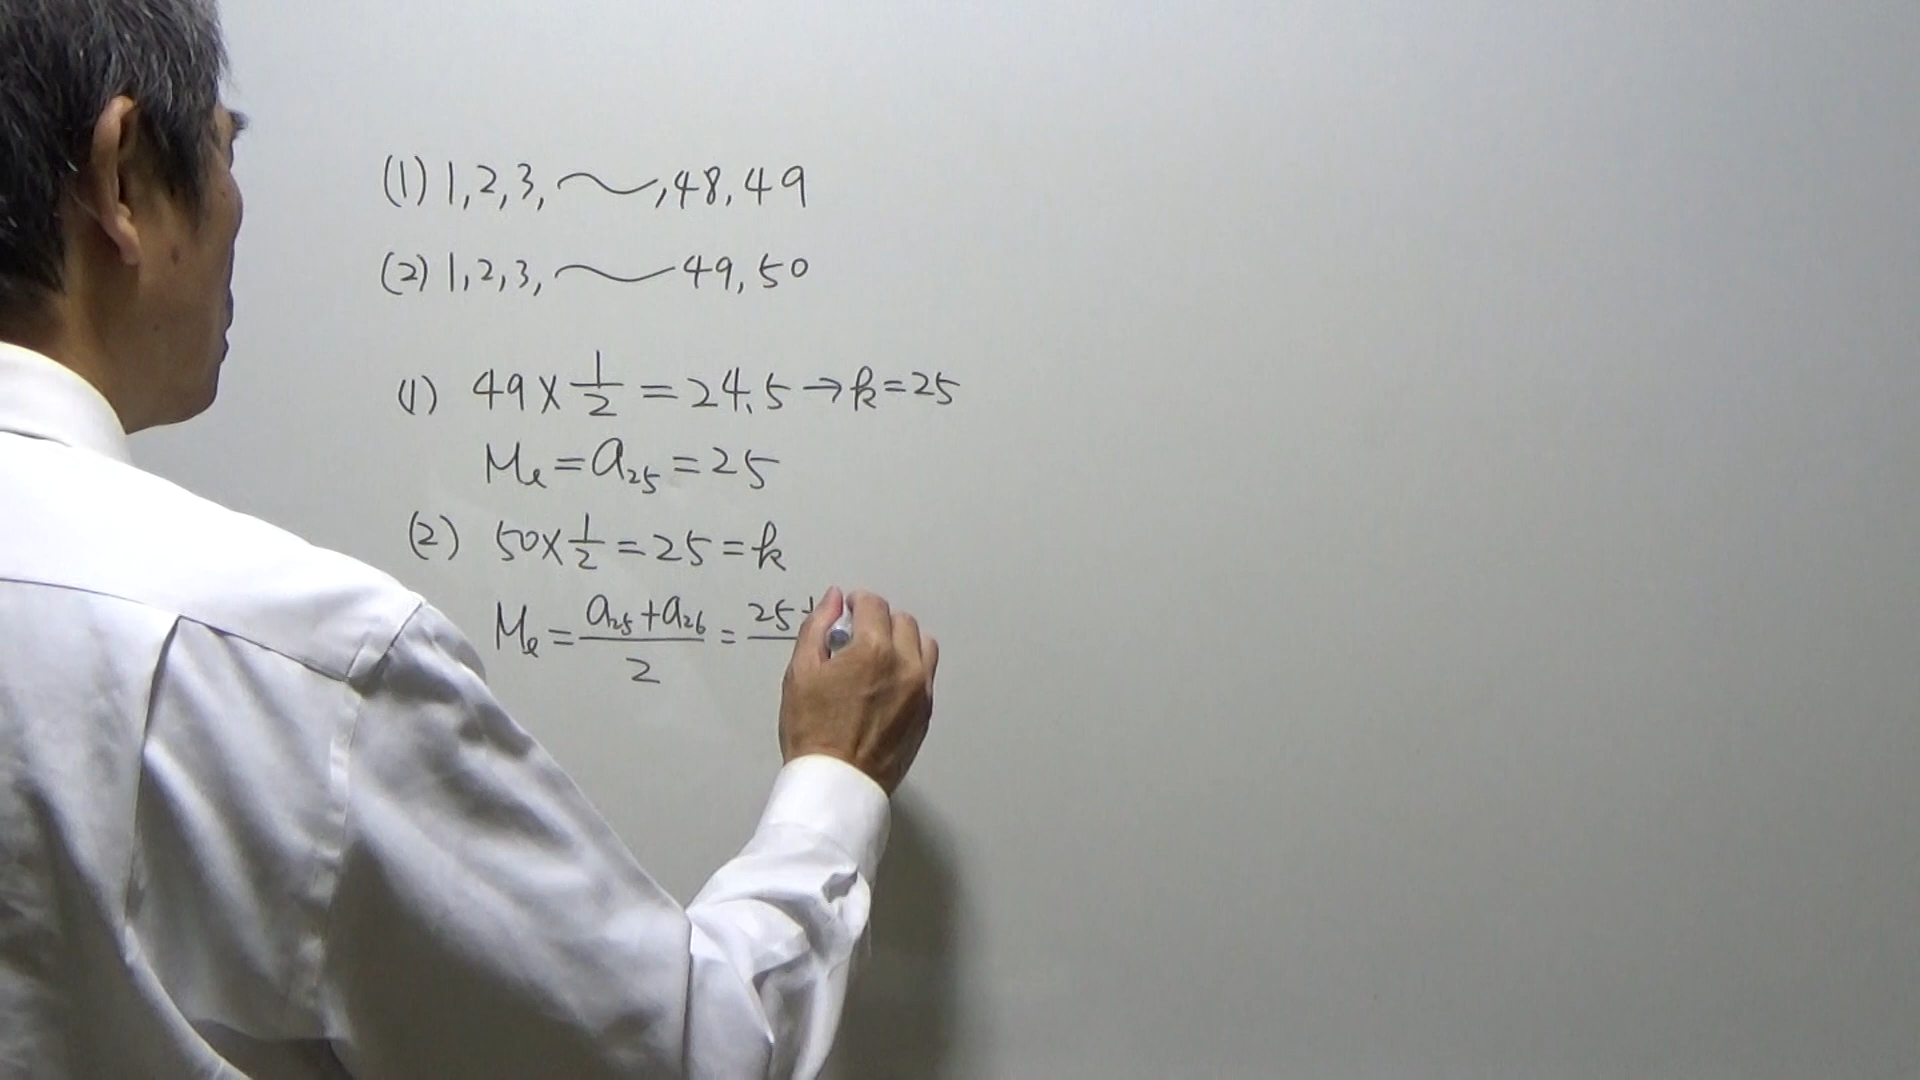 (1) 1,2,3,〜,48,49
(2) 1,2,3,〜49,50
(1) 49×1/2=24.5→k=25
Me=a₂₅=25
(2) 50×1/2=25=k
Me=(a₂₅+a₂₆)/2=25+